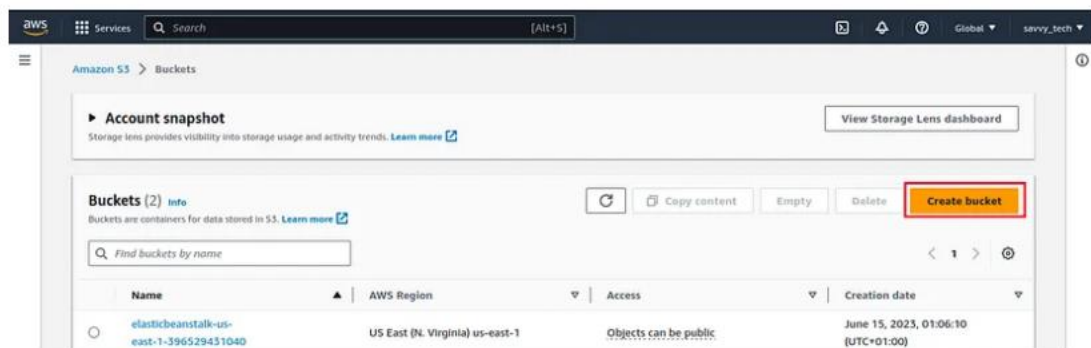 aws Services Search [Alt+S] Global savvy_tech
Amazon S3 > Buckets
Account snapshot
View Storage Lens dashboard
Storage lens provides visibility into storage usage and activity trends. Learn more
Buckets (2) Info
Copy content Empty Delete Create bucket
Buckets are containers for data stored in S3. Learn more
Find buckets by name
< 1 >
Name AWS Region Access Creation date
elasticbeanstalk-us-east-1-396529431040 US East (N. Virginia) us-east-1 Objects can be public June 15, 2023, 01:06:10 (UTC+01:00)